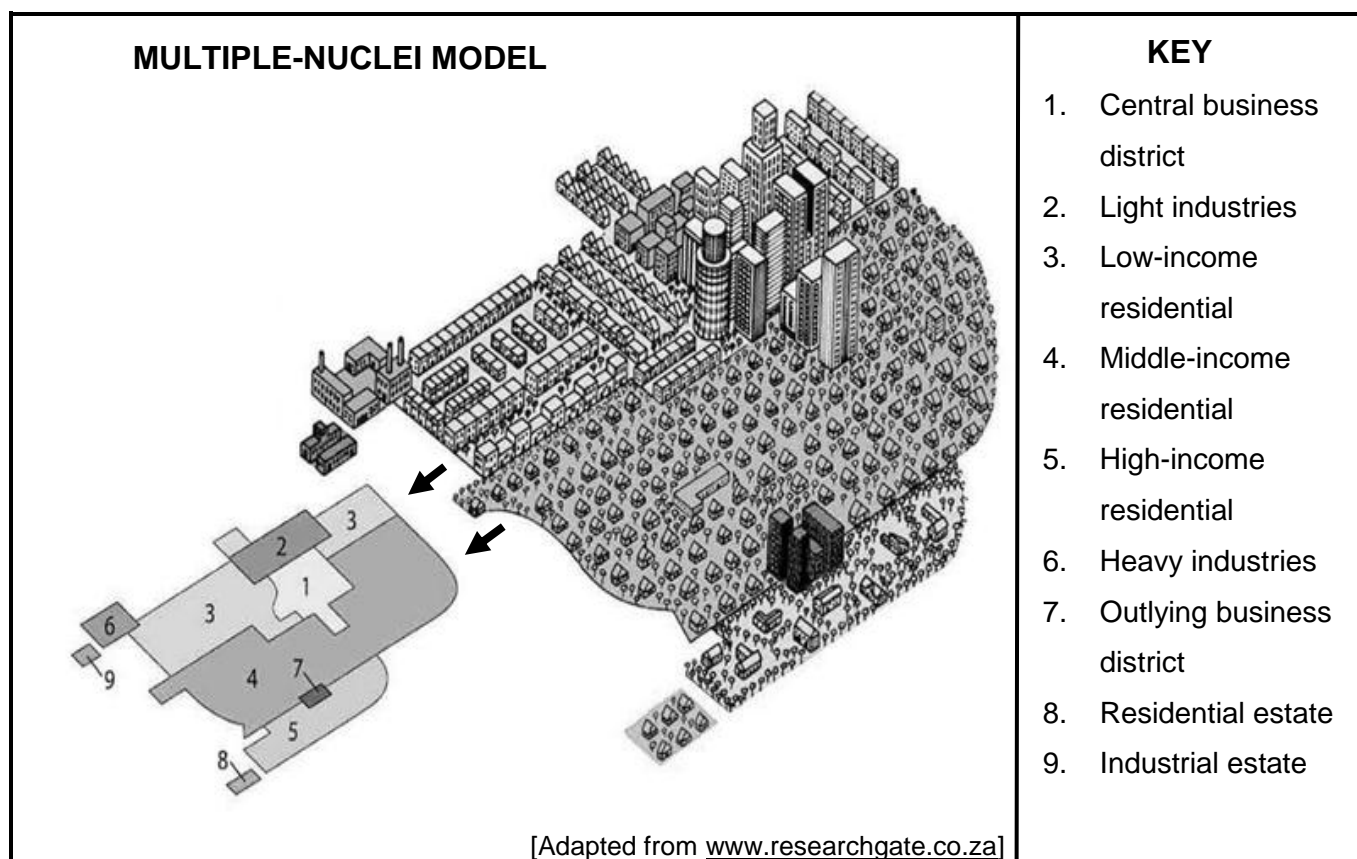 MULTIPLE-NUCLEI MODEL
3
2
1
3
6
9
4
7
5
8
[Adapted from www.researchgate.co.za]
KEY
1. Central business
district
2. Light industries
3. Low-income
residential
4. Middle-income
residential
5. High-income
residential
6. Heavy industries
7. Outlying business
district
8. Residential estate
9. Industrial estate